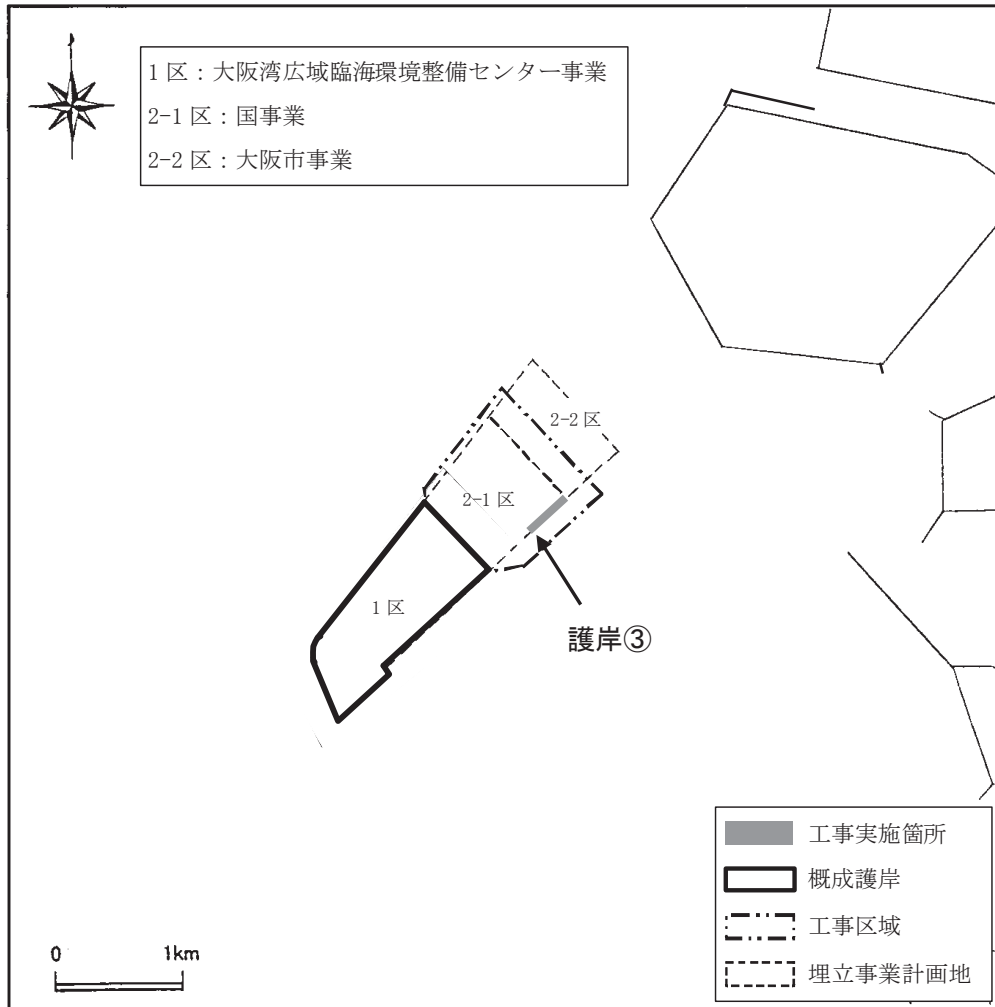 1区：大阪湾広域臨海環境整備センター事業
2-1区：国事業
2-2区：大阪市事業
2-2区
2-1区
1区
護岸③
工事実施箇所
概成護岸
工事区域
埋立事業計画地
0 1km